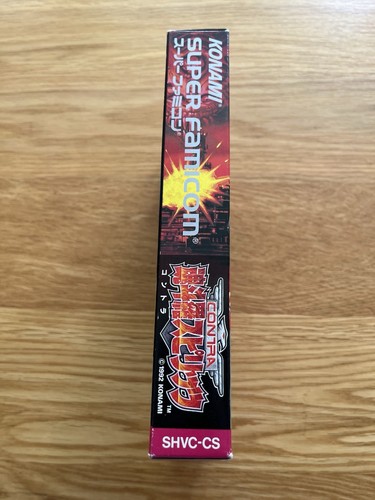 KONAMI
SUPER FAMICOM®
スーパーファミコン
CONTRA
魂斗羅スピリッツ
コントラ
TM
© 1992 KONAMI
SHVC-CS